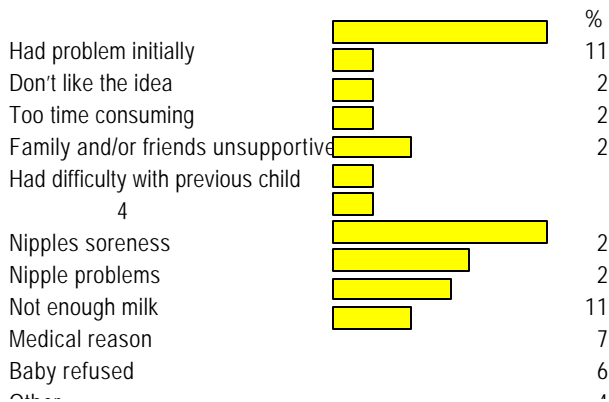 %
Had problem initially 11
Don't like the idea 2
Too time consuming 2
Family and/or friends unsupportive 2
Had difficulty with previous child
4
Nipples soreness 2
Nipple problems 2
Not enough milk 11
Medical reason 7
Baby refused 6
Other 4